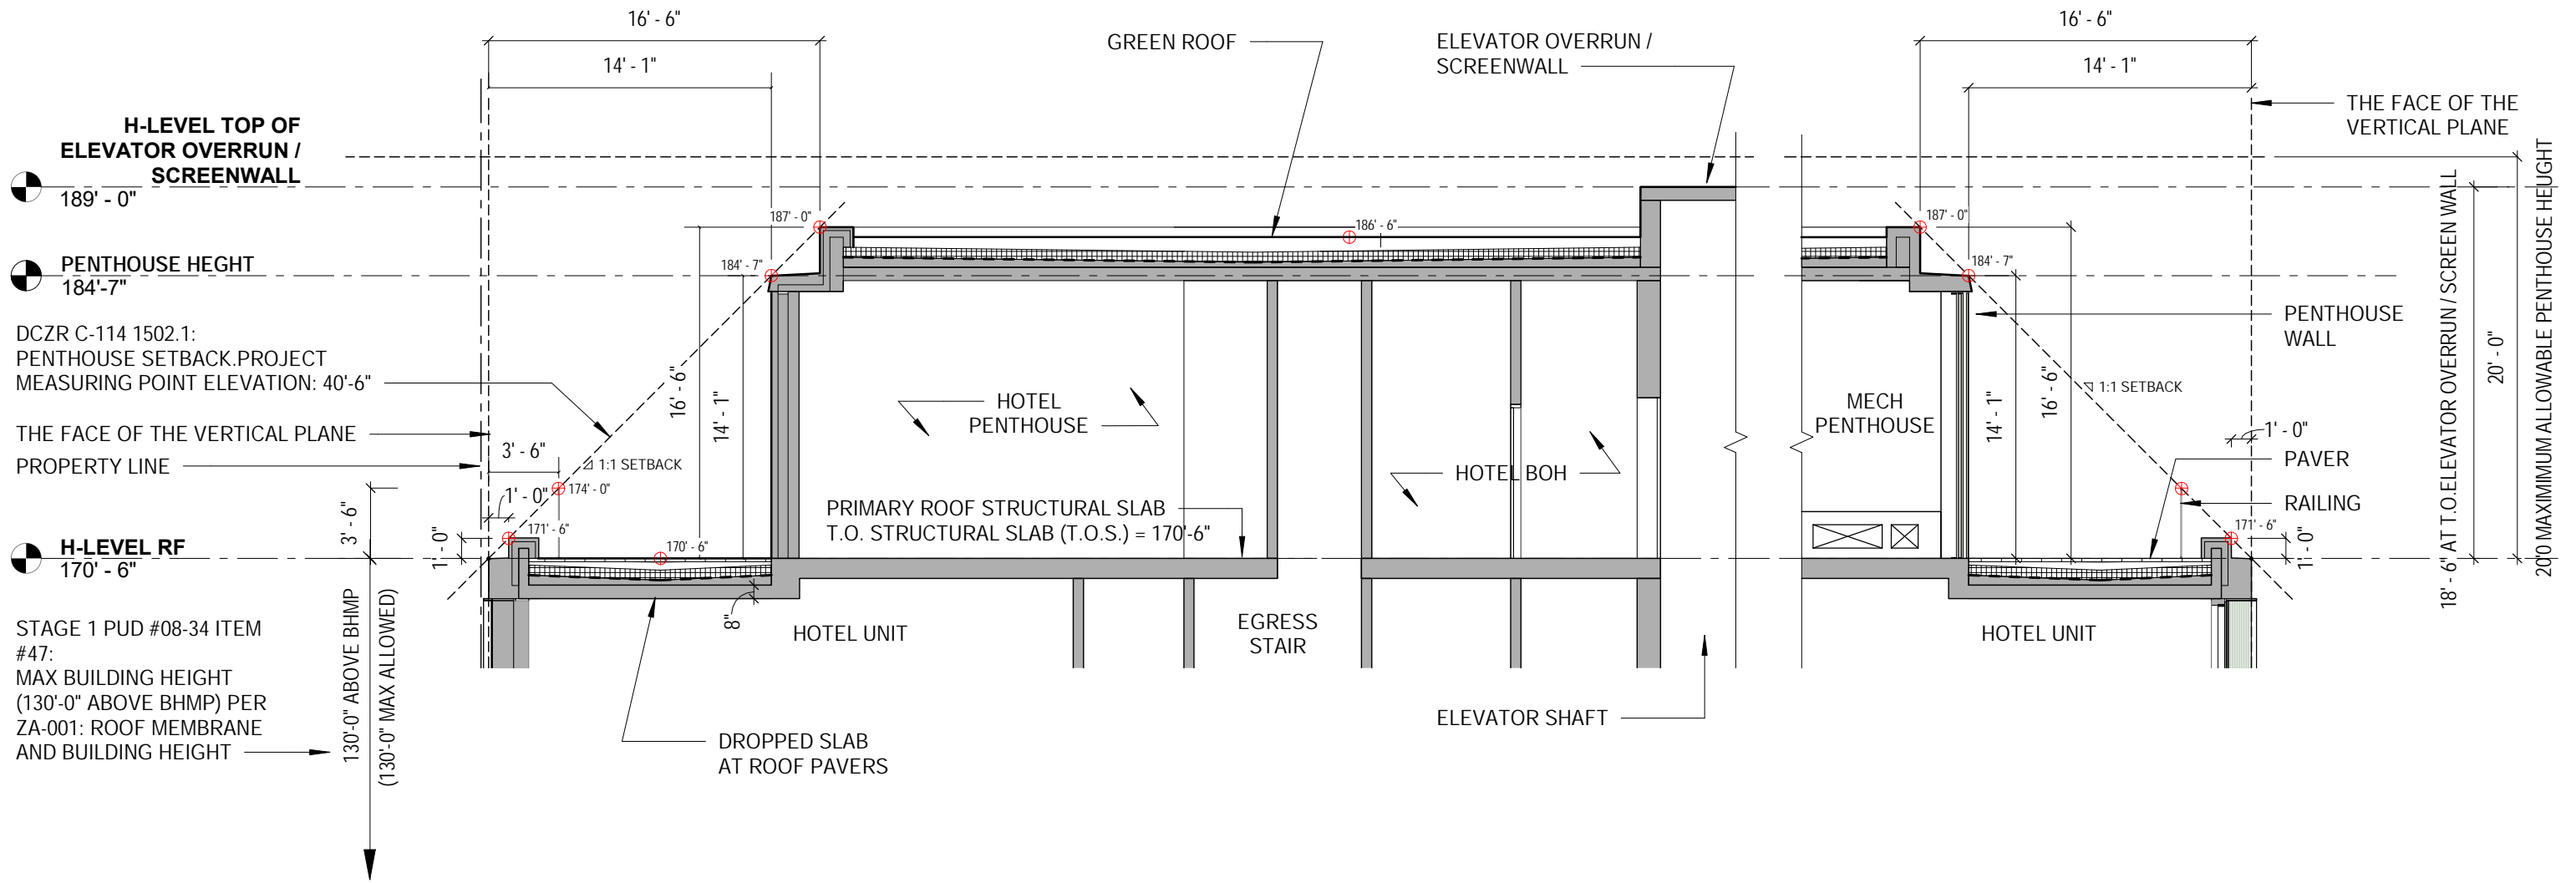 16' - 6"
14' - 1"
GREEN ROOF
ELEVATOR OVERRUN /
SCREENWALL
16' - 6"
14' - 1"
THE FACE OF THE
VERTICAL PLANE
H-LEVEL TOP OF
ELEVATOR OVERRUN /
SCREENWALL
189' - 0"
187' - 0"
186' - 6"
187' - 0"
PENTHOUSE HEGHT
184'-7"
184' - 7"
184' - 7"
DCZR C-114 1502.1:
PENTHOUSE SETBACK.PROJECT
MEASURING POINT ELEVATION: 40'-6"
THE FACE OF THE VERTICAL PLANE
PROPERTY LINE
3' - 6"
1:1 SETBACK
174' - 0"
1' - 0"
171' - 6"
3' - 6"
1' - 0"
16' - 6"
14' - 1"
HOTEL
PENTHOUSE
HOTEL BOH
PRIMARY ROOF STRUCTURAL SLAB
T.O. STRUCTURAL SLAB (T.O.S.) = 170'-6"
MECH
PENTHOUSE
14' - 1"
16' - 6"
1:1 SETBACK
PENTHOUSE
WALL
1' - 0"
PAVER
RAILING
171' - 6"
1' - 0"
18' - 6" AT T.O.ELEVATOR OVERRUN / SCREEN WALL
20' - 0"
20'0 MAXIMUM ALLOWABLE PENTHOUSE HEUGHT
H-LEVEL RF
170' - 6"
170' - 6"
8"
STAGE 1 PUD #08-34 ITEM
#47:
MAX BUILDING HEIGHT
(130'-0" ABOVE BHMP) PER
ZA-001: ROOF MEMBRANE
AND BUILDING HEIGHT
130'-0" ABOVE BHMP
(130'-0" MAX ALLOWED)
HOTEL UNIT
EGRESS
STAIR
HOTEL UNIT
ELEVATOR SHAFT
DROPPED SLAB
AT ROOF PAVERS